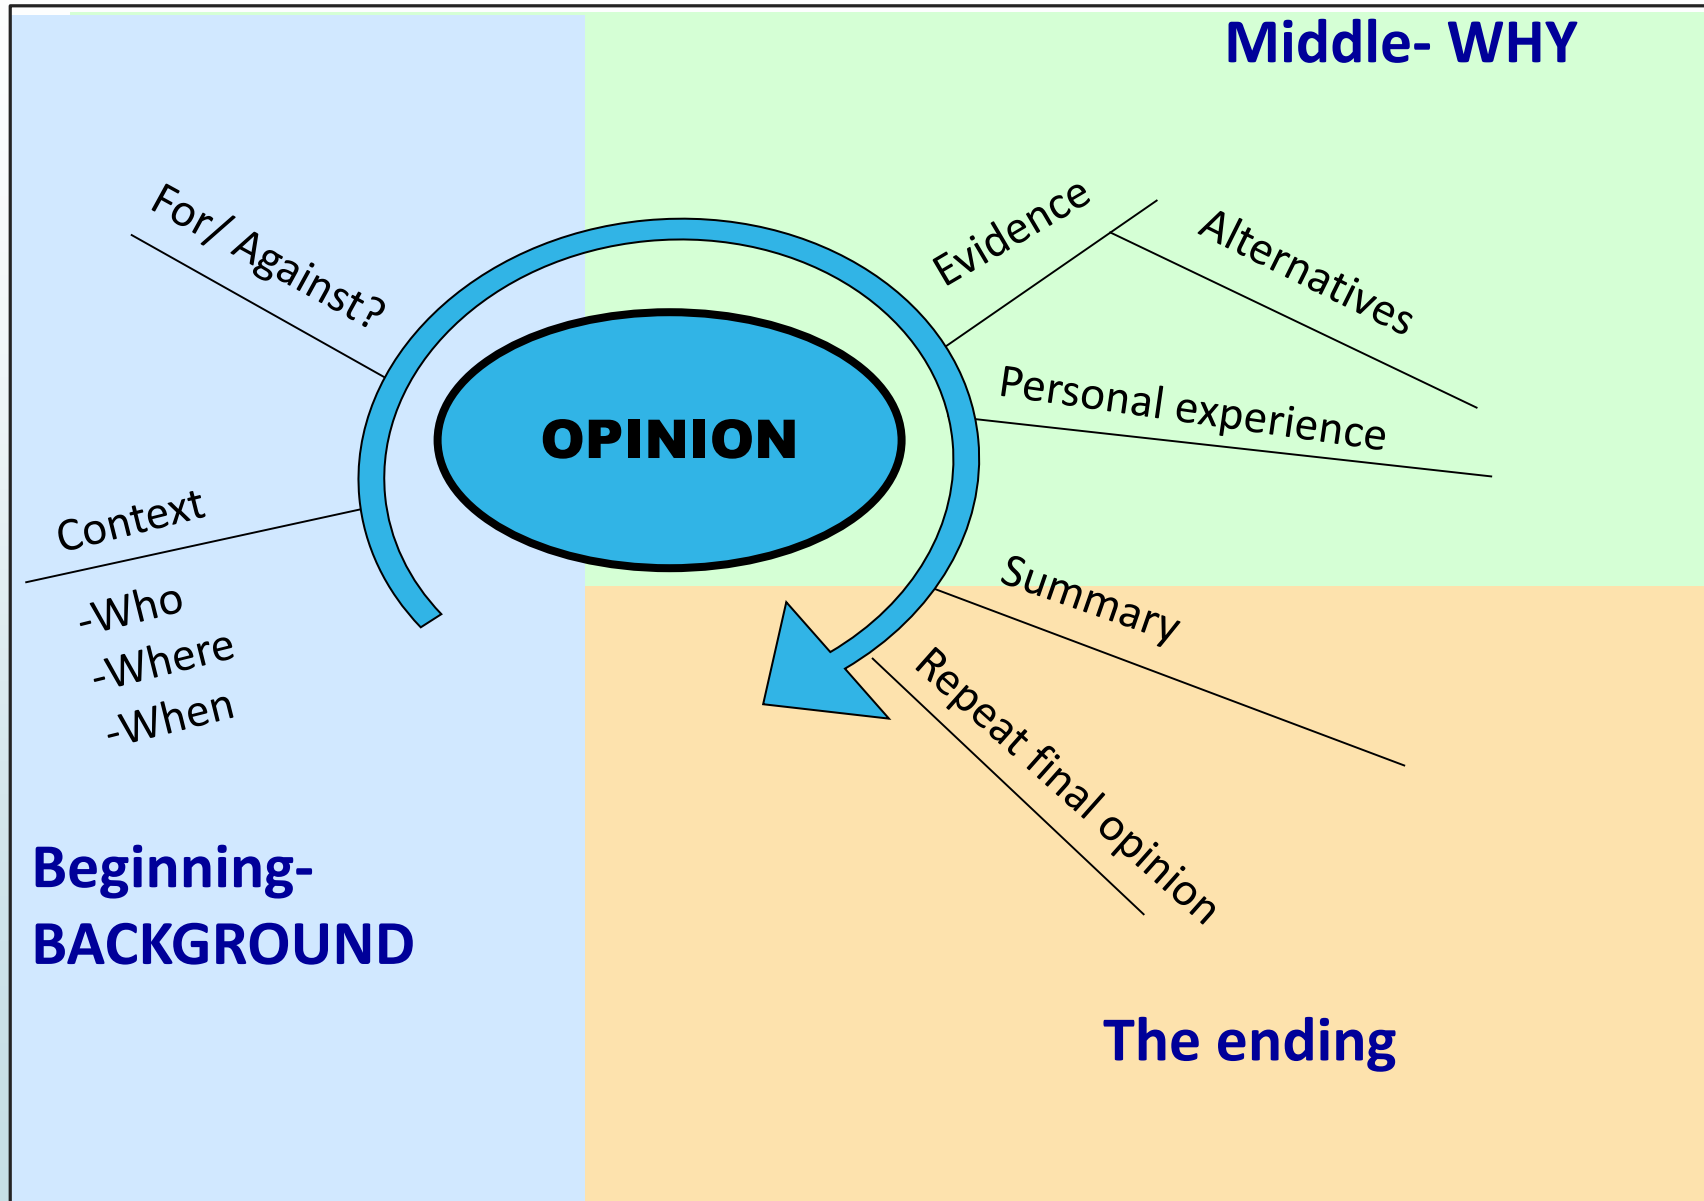 Middle- WHY
For/ Against?
Evidence
Alternatives
Personal experience
OPINION
Context
-Who
-Where
-When
Summary
Repeat final opinion
Beginning-
BACKGROUND
The ending